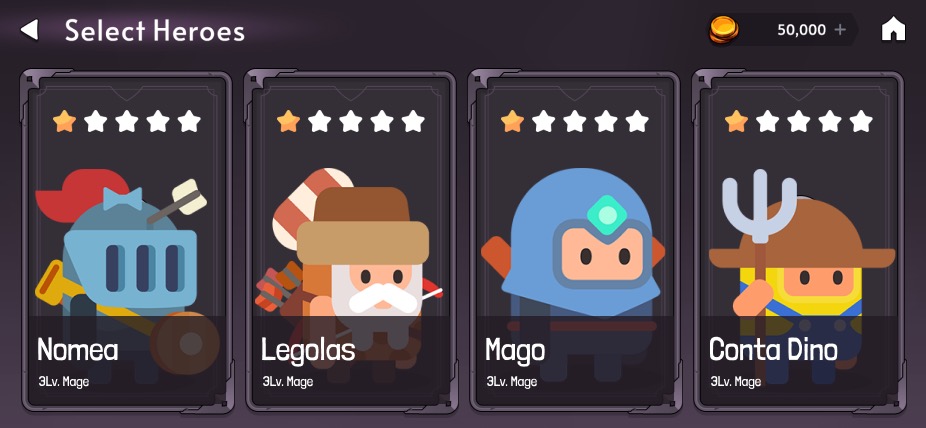 Select Heroes
50,000 +
Nomea
3Lv. Mage
Legolas
3Lv. Mage
Mago
3Lv. Mage
Conta Dino
3Lv. Mage